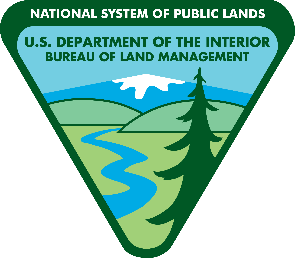 NATIONAL SYSTEM OF PUBLIC LANDS
U.S. DEPARTMENT OF THE INTERIOR
BUREAU OF LAND MANAGEMENT